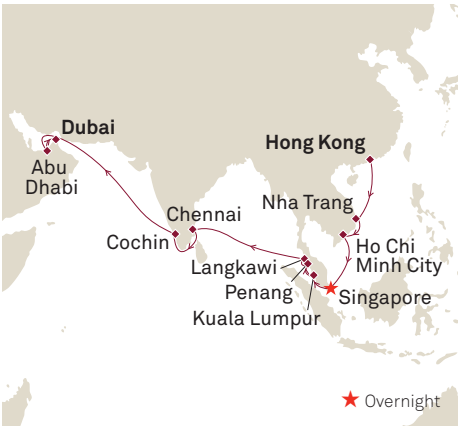 Dubai
Abu
Dhabi
Hong Kong
Nha Trang
Chennai
Cochin
Ho Chi
Minh City
Langkawi
Penang
Singapore
Kuala Lumpur
Overnight